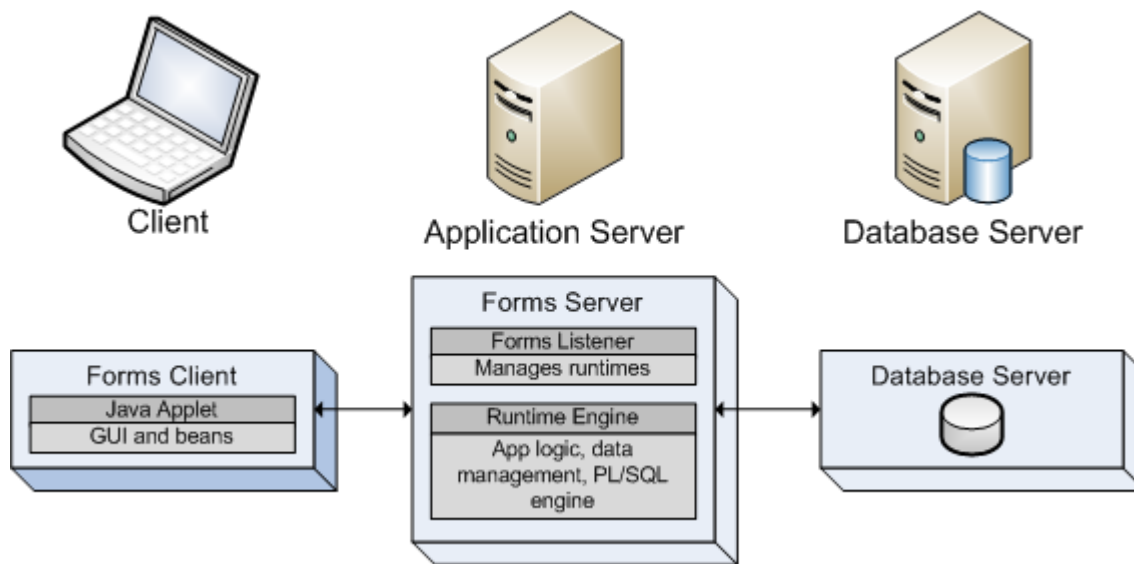 Client
Application Server
Database Server
Forms Server
Forms Listener
Manages runtimes
Forms Client
Java Applet
GUI and beans
Runtime Engine
App logic, data
management, PL/SQL
engine
Database Server